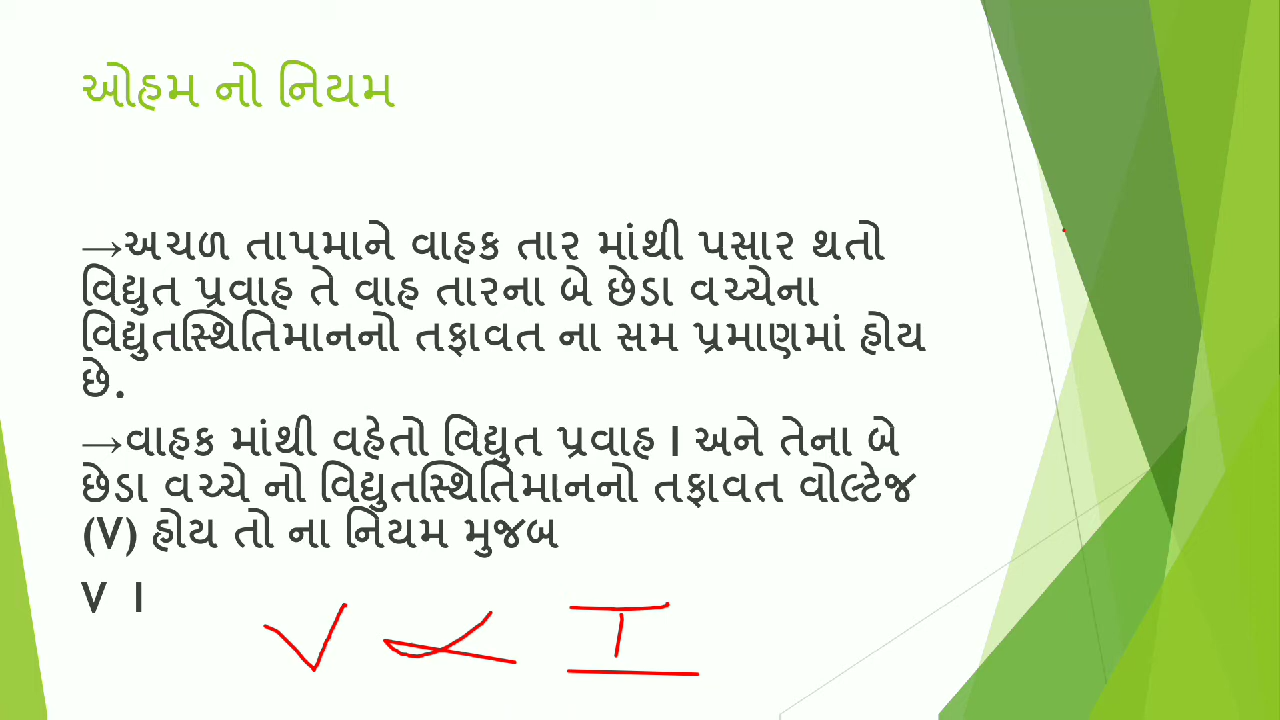 ઓહમ નો નિયમ
→અચળ તાપમાને વાહક તાર માંથી પસાર થતો
વિદ્યુત પ્રવાહ તે વાહ તારના બે છેડા વચ્ચેના
વિદ્યુતસ્થિતિમાનનો તફાવત ના સમ પ્રમાણમાં હોય
છે.
→વાહક માંથી વહેતો વિદ્યુત પ્રવાહ I અને તેના બે
છેડા વચ્ચે નો વિદ્યુતસ્થિતિમાનનો તફાવત વોલ્ટેજ
(V) હોય તો ના નિયમ મુજબ
V I
V ∝ I